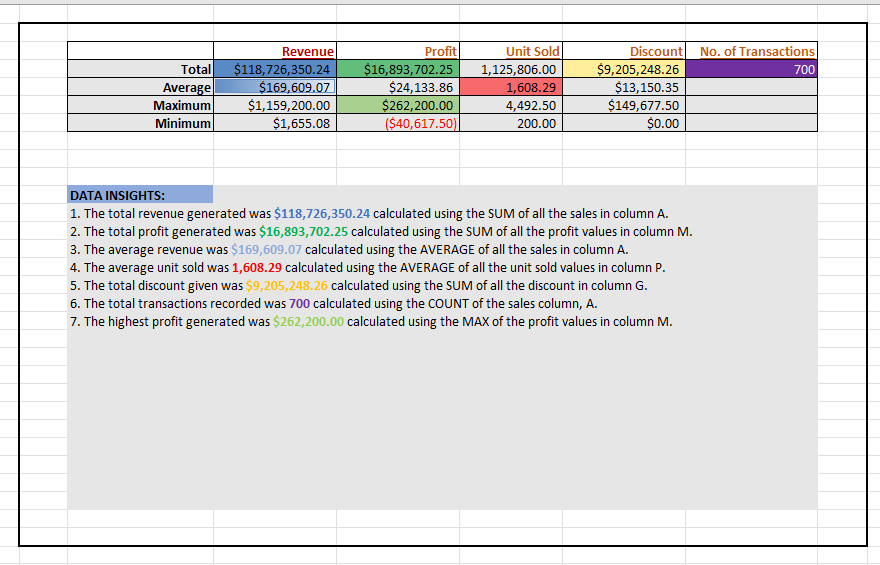 Revenue Profit Unit Sold Discount No. of Transactions
Total $118,726,350.24 $16,893,702.25 1,125,806.00 $9,205,248.26 700
Average $169,609.07 $24,133.86 1,608.29 $13,150.35
Maximum $1,159,200.00 $262,200.00 4,492.50 $149,677.50
Minimum $1,655.08 ($40,617.50) 200.00 $0.00
DATA INSIGHTS:
1. The total revenue generated was $118,726,350.24 calculated using the SUM of all the sales in column A.
2. The total profit generated was $16,893,702.25 calculated using the SUM of all the profit values in column M.
3. The average revenue was $169,609.07 calculated using the AVERAGE of all the sales in column A.
4. The average unit sold was 1,608.29 calculated using the AVERAGE of all the unit sold values in column P.
5. The total discount given was $9,205,248.26 calculated using the SUM of all the discount in column G.
6. The total transactions recorded was 700 calculated using the COUNT of the sales column, A.
7. The highest profit generated was $262,200.00 calculated using the MAX of the profit values in column M.